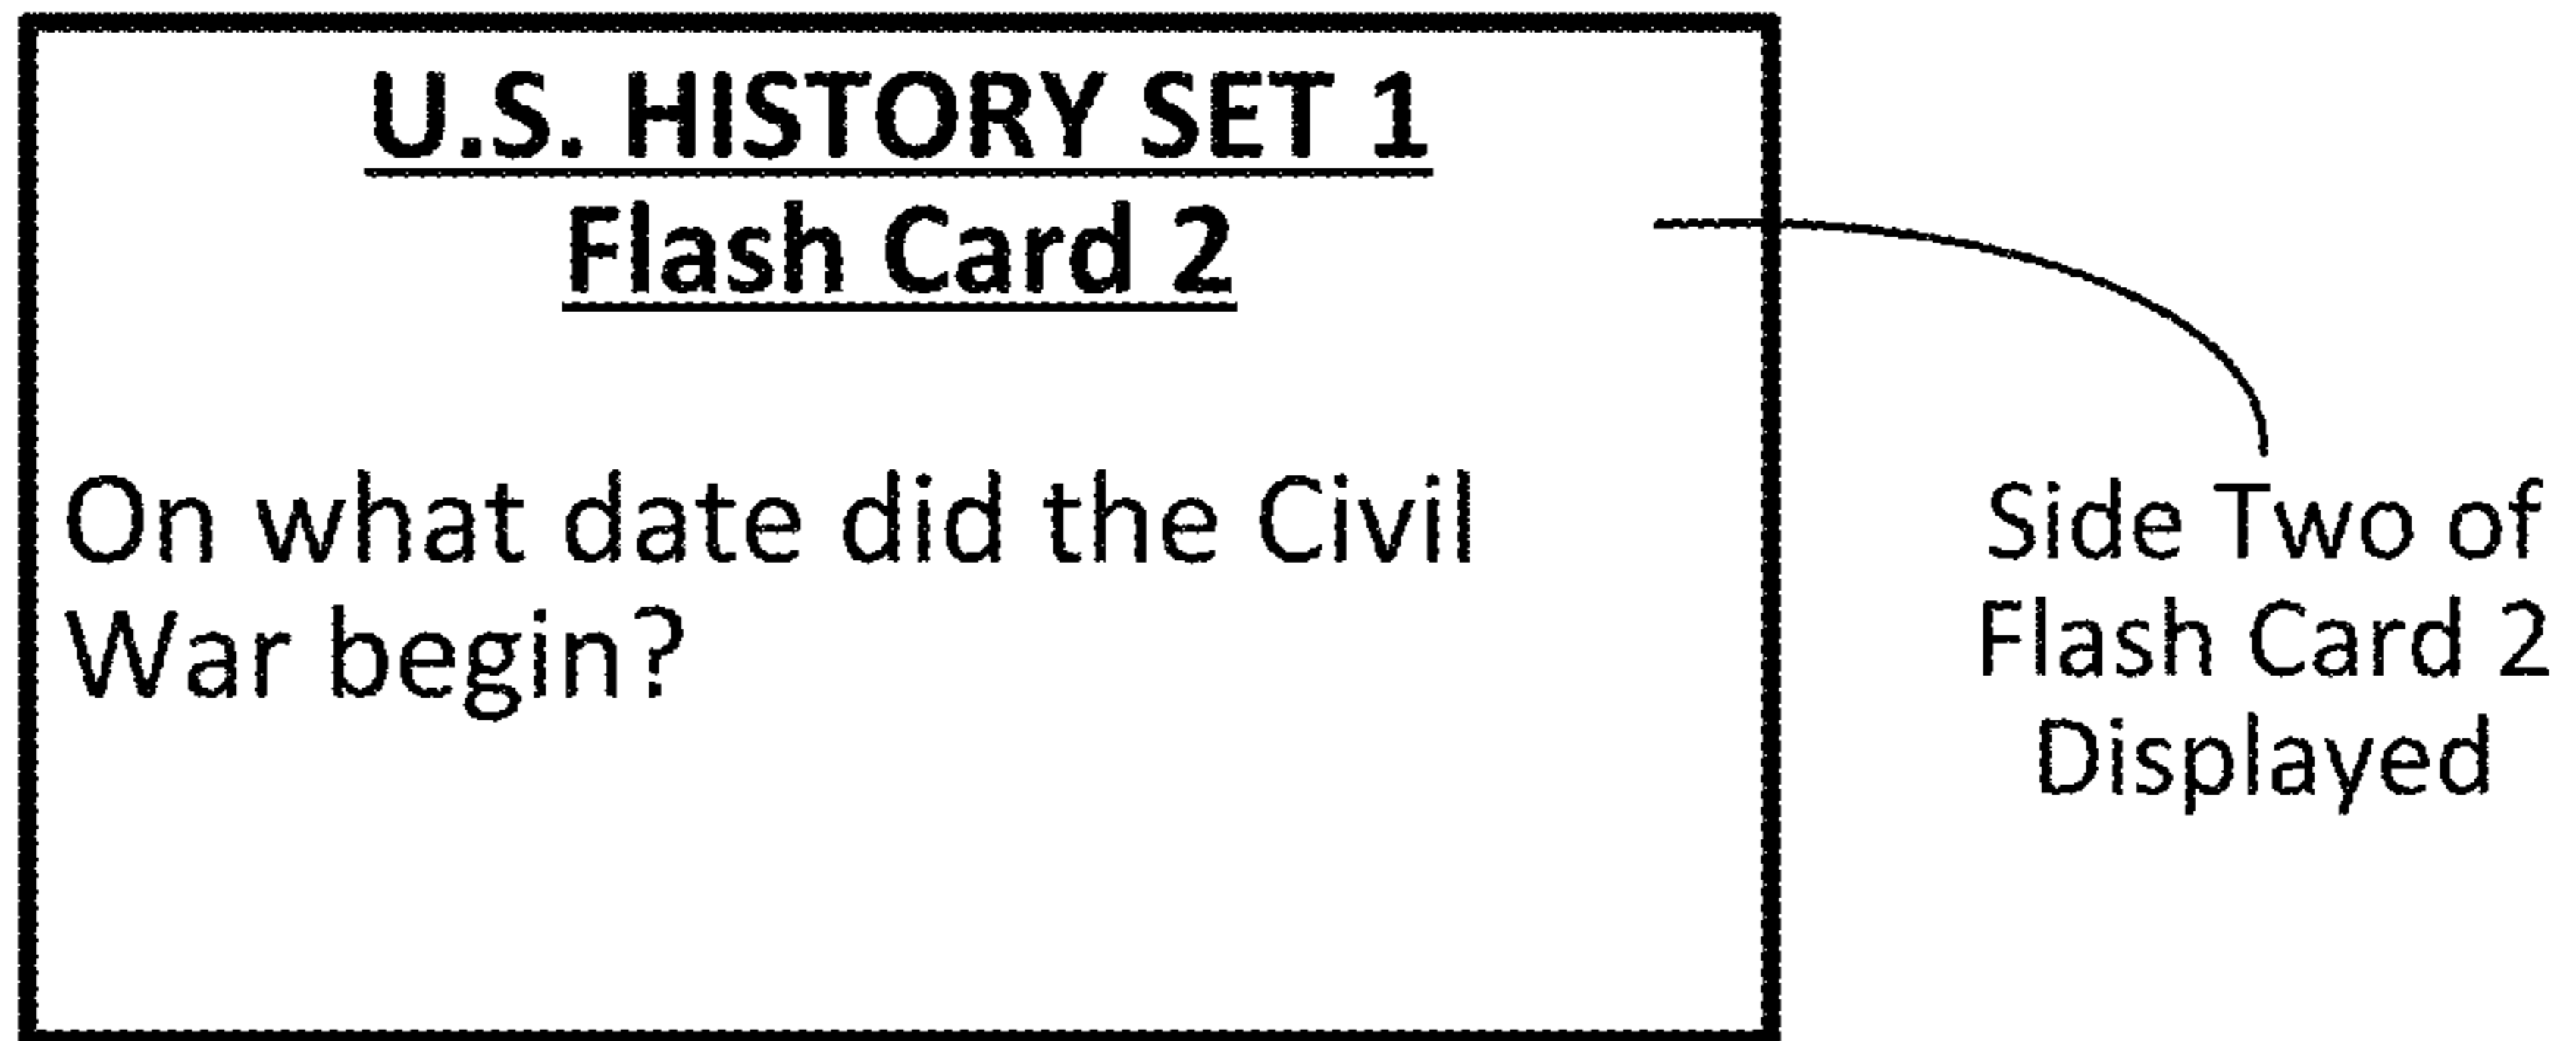 U.S. HISTORY SET 1
Flash Card 2
On what date did the Civil
War begin?
Side Two of
Flash Card 2
Displayed